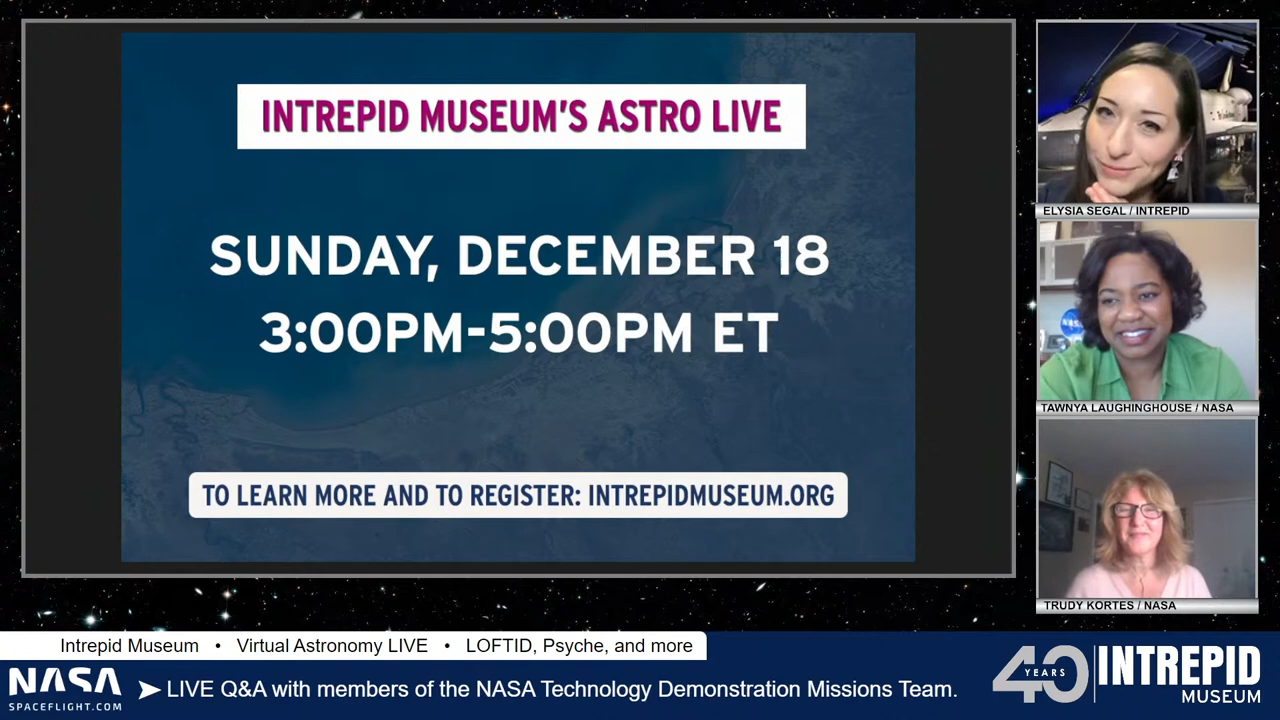 INTREPID MUSEUM'S ASTRO LIVE
SUNDAY, DECEMBER 18
3:00PM-5:00PM ET
TO LEARN MORE AND TO REGISTER: INTREPIDMUSEUM.ORG
ELYSIA SEGAL / INTREPID
NASA
TAWNYA LAUGHINGHOUSE / NASA
TRUDY KORTES / NASA
Intrepid Museum • Virtual Astronomy LIVE • LOFTID, Psyche, and more
NASA
SPACEFLIGHT.COM
LIVE Q&A with members of the NASA Technology Demonstration Missions Team.
40
YEARS
INTREPID
MUSEUM